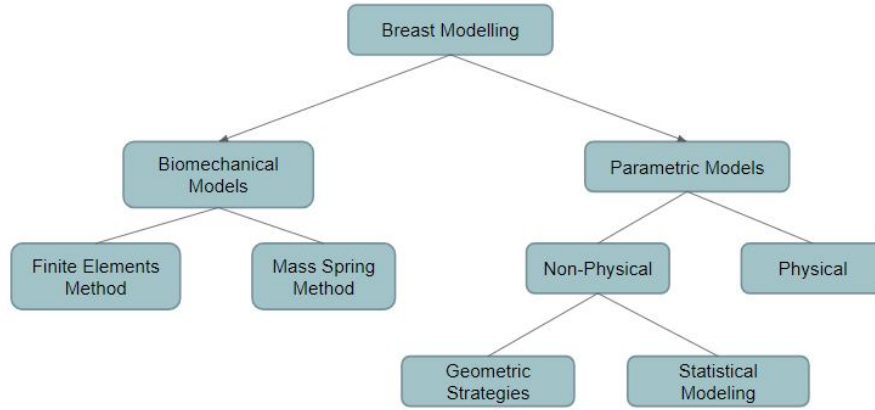 Breast Modelling
Biomechanical
Models
Parametric Models
Finite Elements
Method
Mass Spring
Method
Non-Physical
Physical
Geometric
Strategies
Statistical
Modeling